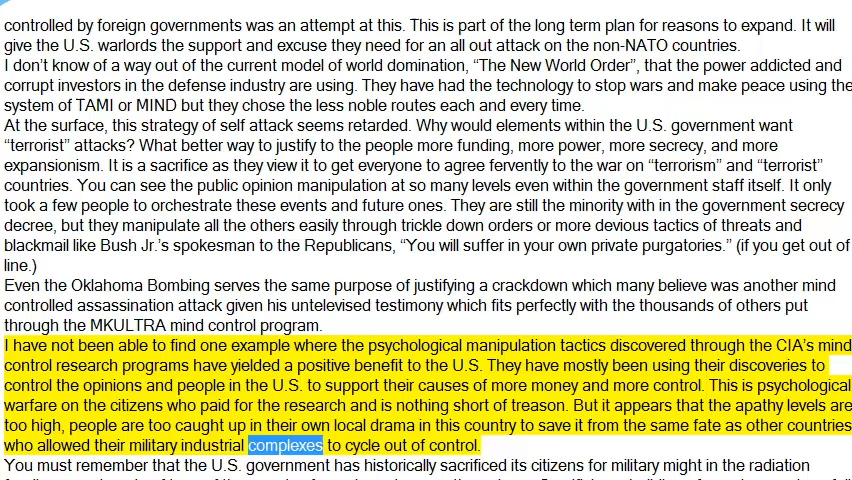 controlled by foreign governments was an attempt at this. This is part of the long term plan for reasons to expand. It will
give the U.S. warlords the support and excuse they need for an all out attack on the non-NATO countries.
I don’t know of a way out of the current model of world domination, “The New World Order”, that the power addicted and
corrupt investors in the defense industry are using. They have had the technology to stop wars and make peace using the
system of TAMI or MIND but they chose the less noble routes each and every time.
At the surface, this strategy of self attack seems retarded. Why would elements within the U.S. government want
“terrorist” attacks? What better way to justify to the people more funding, more power, more secrecy, and more
expansionism. It is a sacrifice as they view it to get everyone to agree fervently to the war on “terrorism” and “terrorist”
countries. You can see the public opinion manipulation at so many levels even within the government staff itself. It only
took a few people to orchestrate these events and future ones. They are still the minority with in the government secrecy
decree, but they manipulate all the others easily through trickle down orders or more devious tactics of threats and
blackmail like Bush Jr.’s spokesman to the Republicans, “You will suffer in your own private purgatories.” (if you get out of
line.)
Even the Oklahoma Bombing serves the same purpose of justifying a crackdown which many believe was another mind
controlled assassination attack given his untelevised testimony which fits perfectly with the thousands of others put
through the MKULTRA mind control program.
I have not been able to find one example where the psychological manipulation tactics discovered through the CIA’s mind
control research programs have yielded a positive benefit to the U.S. They have mostly been using their discoveries to
control the opinions and people in the U.S. to support their causes of more money and more control. This is psychological
warfare on the citizens who paid for the research and is nothing short of treason. But it appears that the apathy levels are
too high, people are too caught up in their own local drama in this country to save it from the same fate as other countries
who allowed their military industrial complexes to cycle out of control.
You must remember that the U.S. government has historically sacrificed its citizens for military might in the radiation